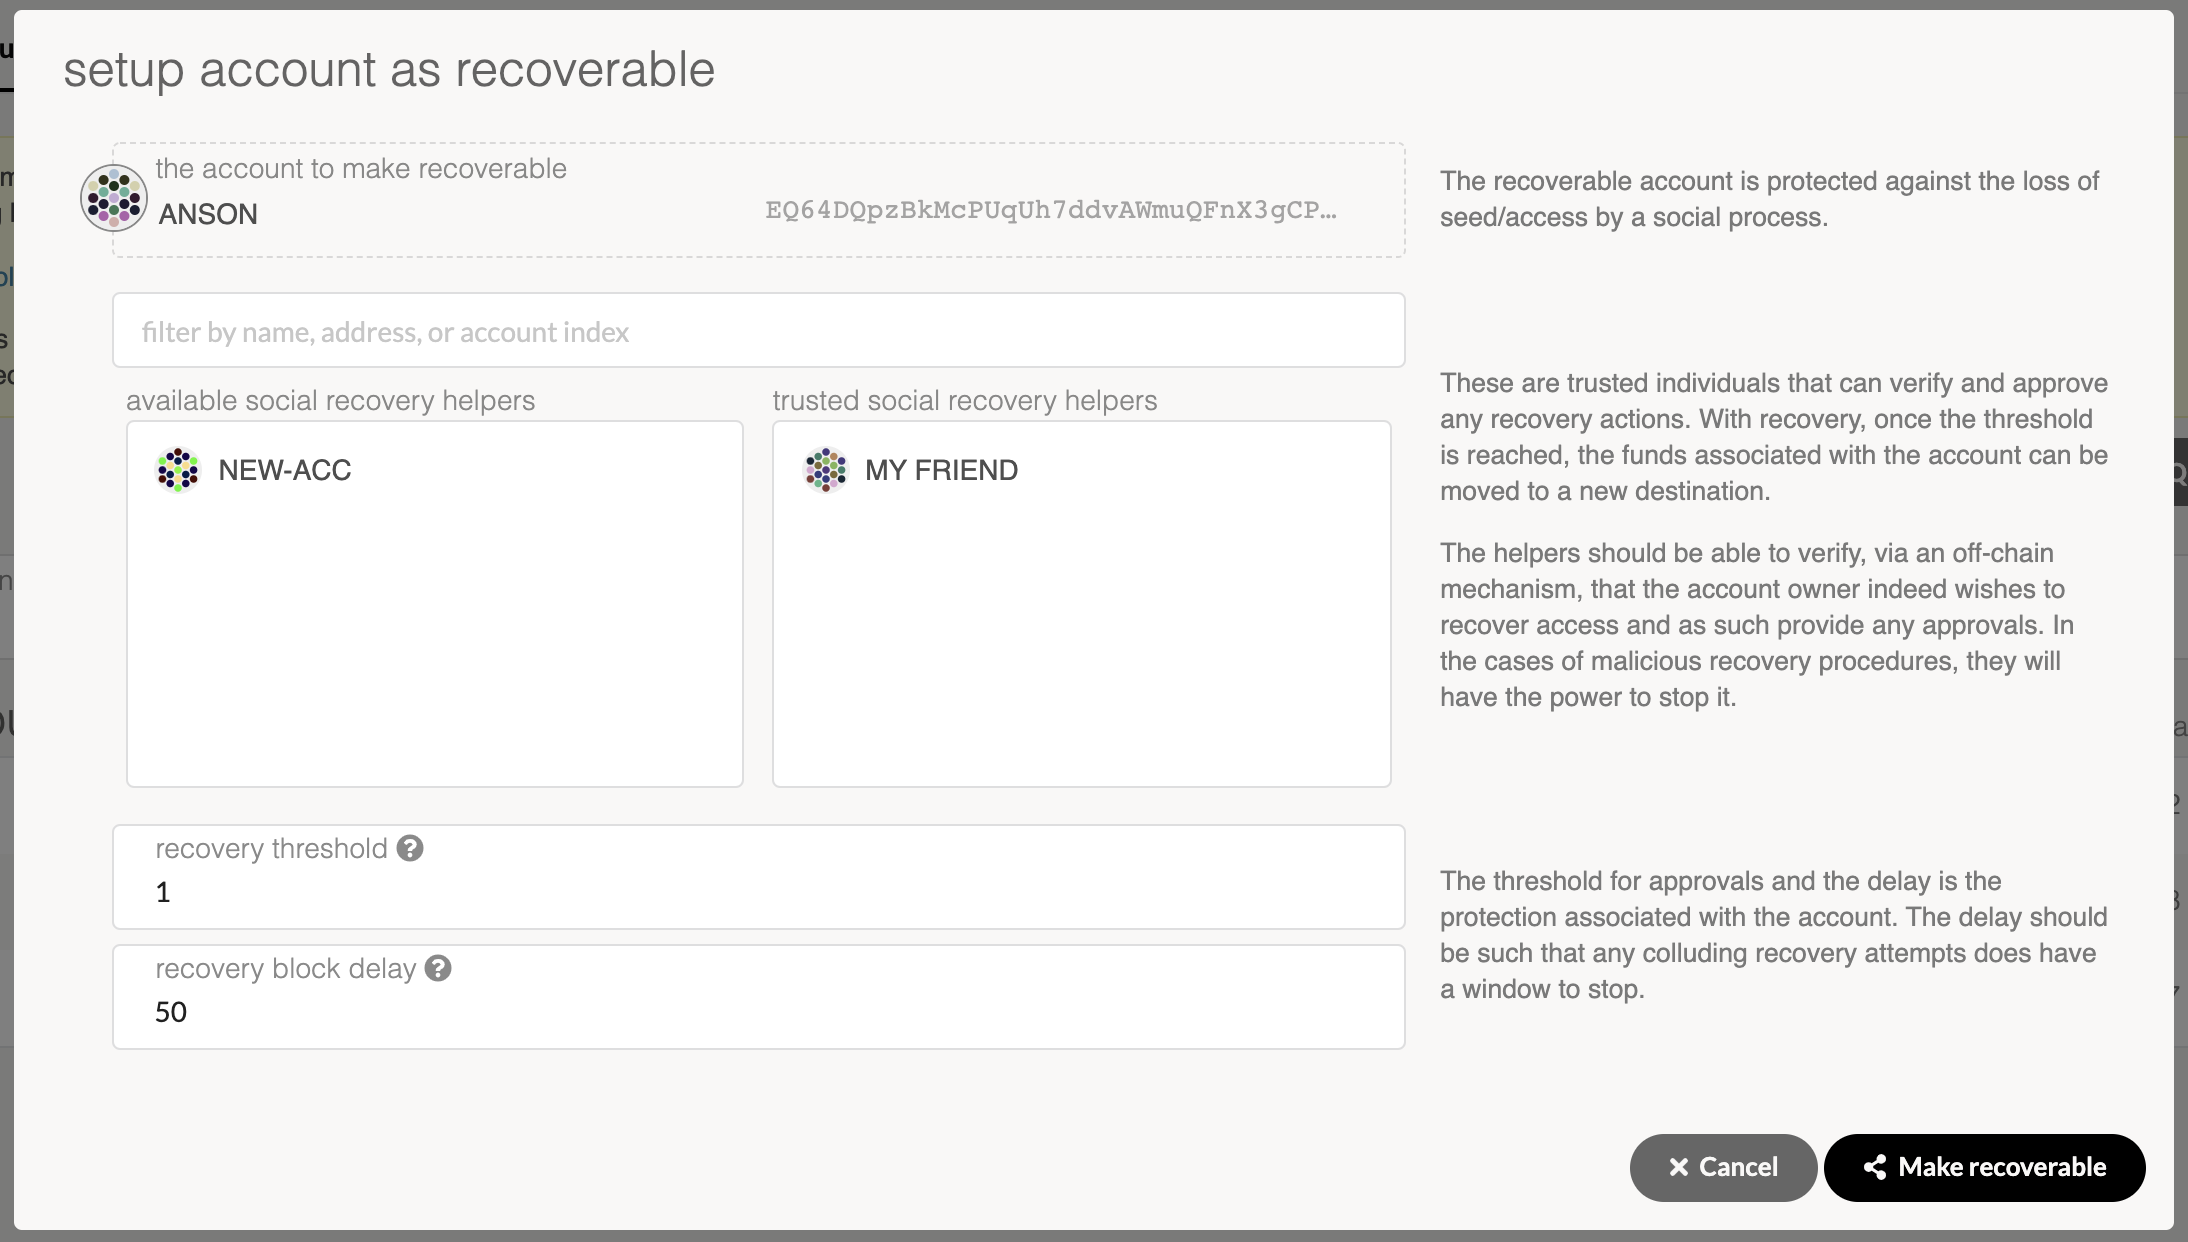 setup account as recoverable
the account to make recoverable
ANSON
EQ64DQpzBkMcPUqUh7ddvAWmuQFnX3gCP…
The recoverable account is protected against the loss of
seed/access by a social process.
filter by name, address, or account index
available social recovery helpers
NEW-ACC
trusted social recovery helpers
MY FRIEND
These are trusted individuals that can verify and approve
any recovery actions. With recovery, once the threshold
is reached, the funds associated with the account can be
moved to a new destination.
The helpers should be able to verify, via an off-chain
mechanism, that the account owner indeed wishes to
recover access and as such provide any approvals. In
the cases of malicious recovery procedures, they will
have the power to stop it.
recovery threshold ?
1
recovery block delay ?
50
The threshold for approvals and the delay is the
protection associated with the account. The delay should
be such that any colluding recovery attempts does have
a window to stop.
Cancel
Make recoverable